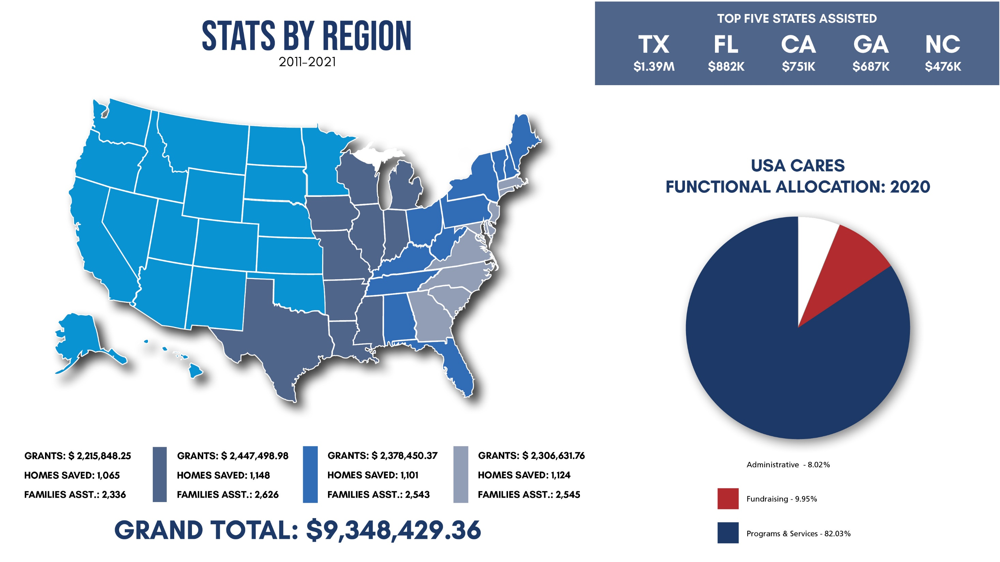 STATS BY REGION
2011-2021
TOP FIVE STATES ASSISTED
TX FL CA GA NC
$1.39M $882K $751K $687K $476K
USA CARES
FUNCTIONAL ALLOCATION: 2020
GRANTS: $ 2,215,848.25
HOMES SAVED: 1,065
FAMILIES ASST.: 2,336
GRANTS: $ 2,447,498.98
HOMES SAVED: 1,148
FAMILIES ASST.: 2,626
GRANTS: $ 2,378,450.37
HOMES SAVED: 1,101
FAMILIES ASST.: 2,543
GRANTS: $ 2,306,631.76
HOMES SAVED: 1,124
FAMILIES ASST.: 2,545
GRAND TOTAL: $9,348,429.36
Administrative - 8.02%
Fundraising - 9.95%
Programs & Services - 82.03%